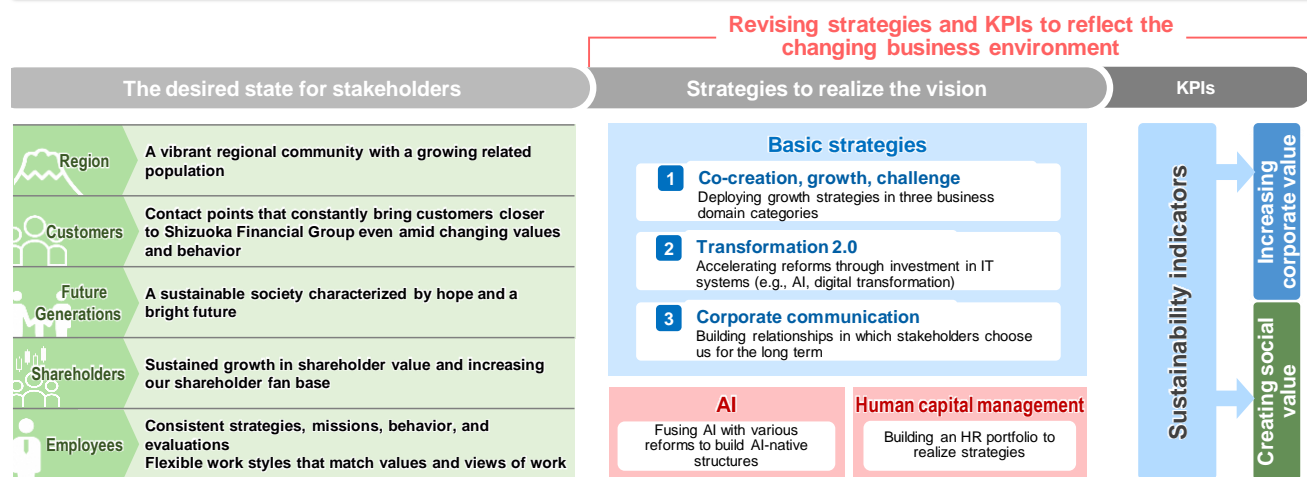 Revising strategies and KPIs to reflect the
changing business environment
The desired state for stakeholders
Strategies to realize the vision
KPIs
Region
A vibrant regional community with a growing related
population
Customers
Contact points that constantly bring customers closer
to Shizuoka Financial Group even amid changing values
and behavior
Future
Generations
A sustainable society characterized by hope and a
bright future
Shareholders
Sustained growth in shareholder value and increasing
our shareholder fan base
Employees
Consistent strategies, missions, behavior, and
evaluations
Flexible work styles that match values and views of work
Basic strategies
1 Co-creation, growth, challenge
Deploying growth strategies in three business
domain categories
2 Transformation 2.0
Accelerating reforms through investment in IT
systems (e.g., AI, digital transformation)
3 Corporate communication
Building relationships in which stakeholders choose
us for the long term
AI
Fusing AI with various
reforms to build AI-native
structures
Human capital management
Building an HR portfolio to
realize strategies
Sustainability indicators
Increasing
corporate value
Creating social
value